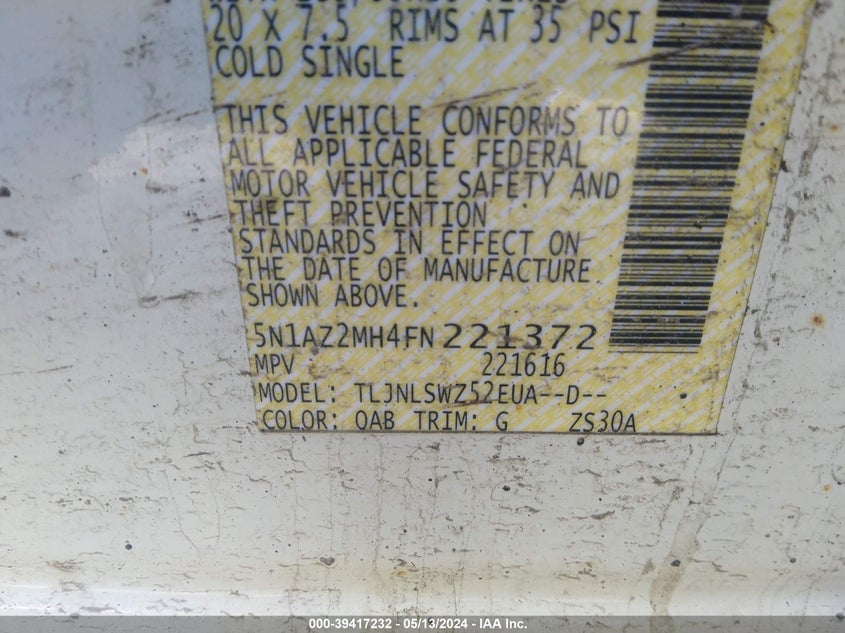 20 X 7.5 RIMS AT 35 PSI
COLD SINGLE
THIS VEHICLE CONFORMS TO
ALL APPLICABLE FEDERAL
MOTOR VEHICLE SAFETY AND
THEFT PREVENTION
STANDARDS IN EFFECT ON
THE DATE OF MANUFACTURE
SHOWN ABOVE.
5N1AZ2MH4FN221372
MPV 221616
MODEL: TLJNLSWZ52EUA--D--
COLOR: QAB TRIM: G ZS30A
000-39417232 - 05/13/2024 - IAA Inc.